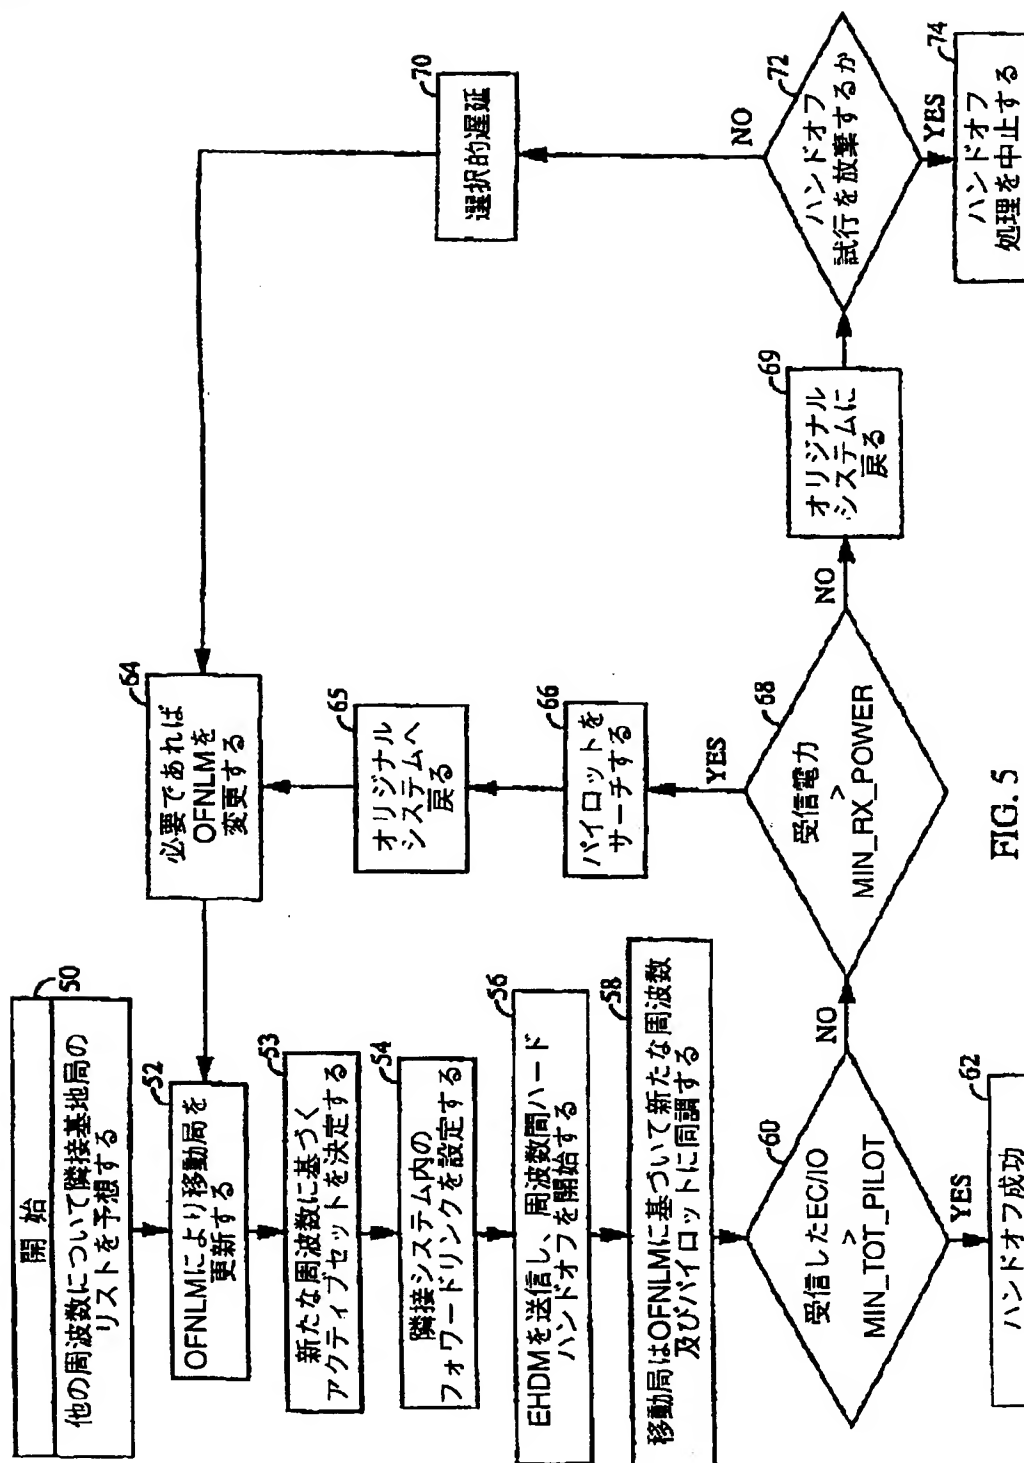 開始
50
他の周波数について隣接基地局の
リストを予想する
52
OFNLMにより移動局を
更新する
53
新たな周波数に基づく
アクティブセットを決定する
54
隣接システム内の
フォワードリンクを設定する
56
EHDMを送信し、周波数間ハード
ハンドオフを開始する
58
移動局はOFNLMに基づいて新たな周波数
及びパイロットに同調する
60
受信したEC/IO
>
MIN_TOT_PILOT
YES
62
ハンドオフ成功
NO
68
受信電力
>
MIN_RX_POWER
YES
66
パイロットを
サーチする
65
オリジナル
システムへ
戻る
64
必要であれば
OFNLMを
変更する
NO
69
オリジナル
システムに
戻る
72
ハンドオフ
試行を放棄するか
NO
70
選択的遅延
YES
74
ハンドオフ
処理を中止する
FIG. 5